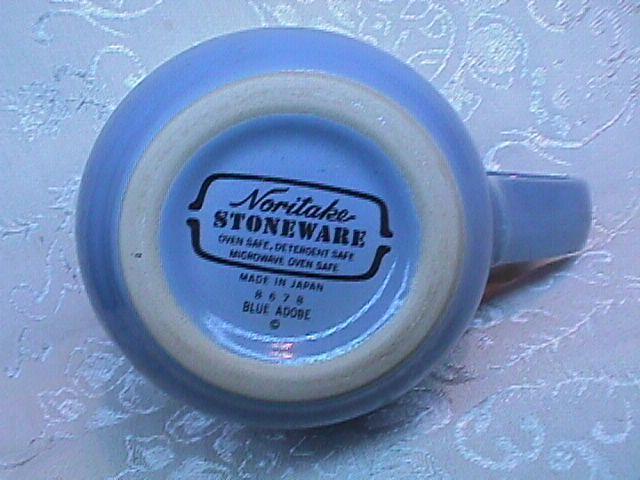 Noritake
STONEWARE
OVEN SAFE, DETERGENT SAFE
MICROWAVE OVEN SAFE
MADE IN JAPAN
8678
BLUE ADOBE
©